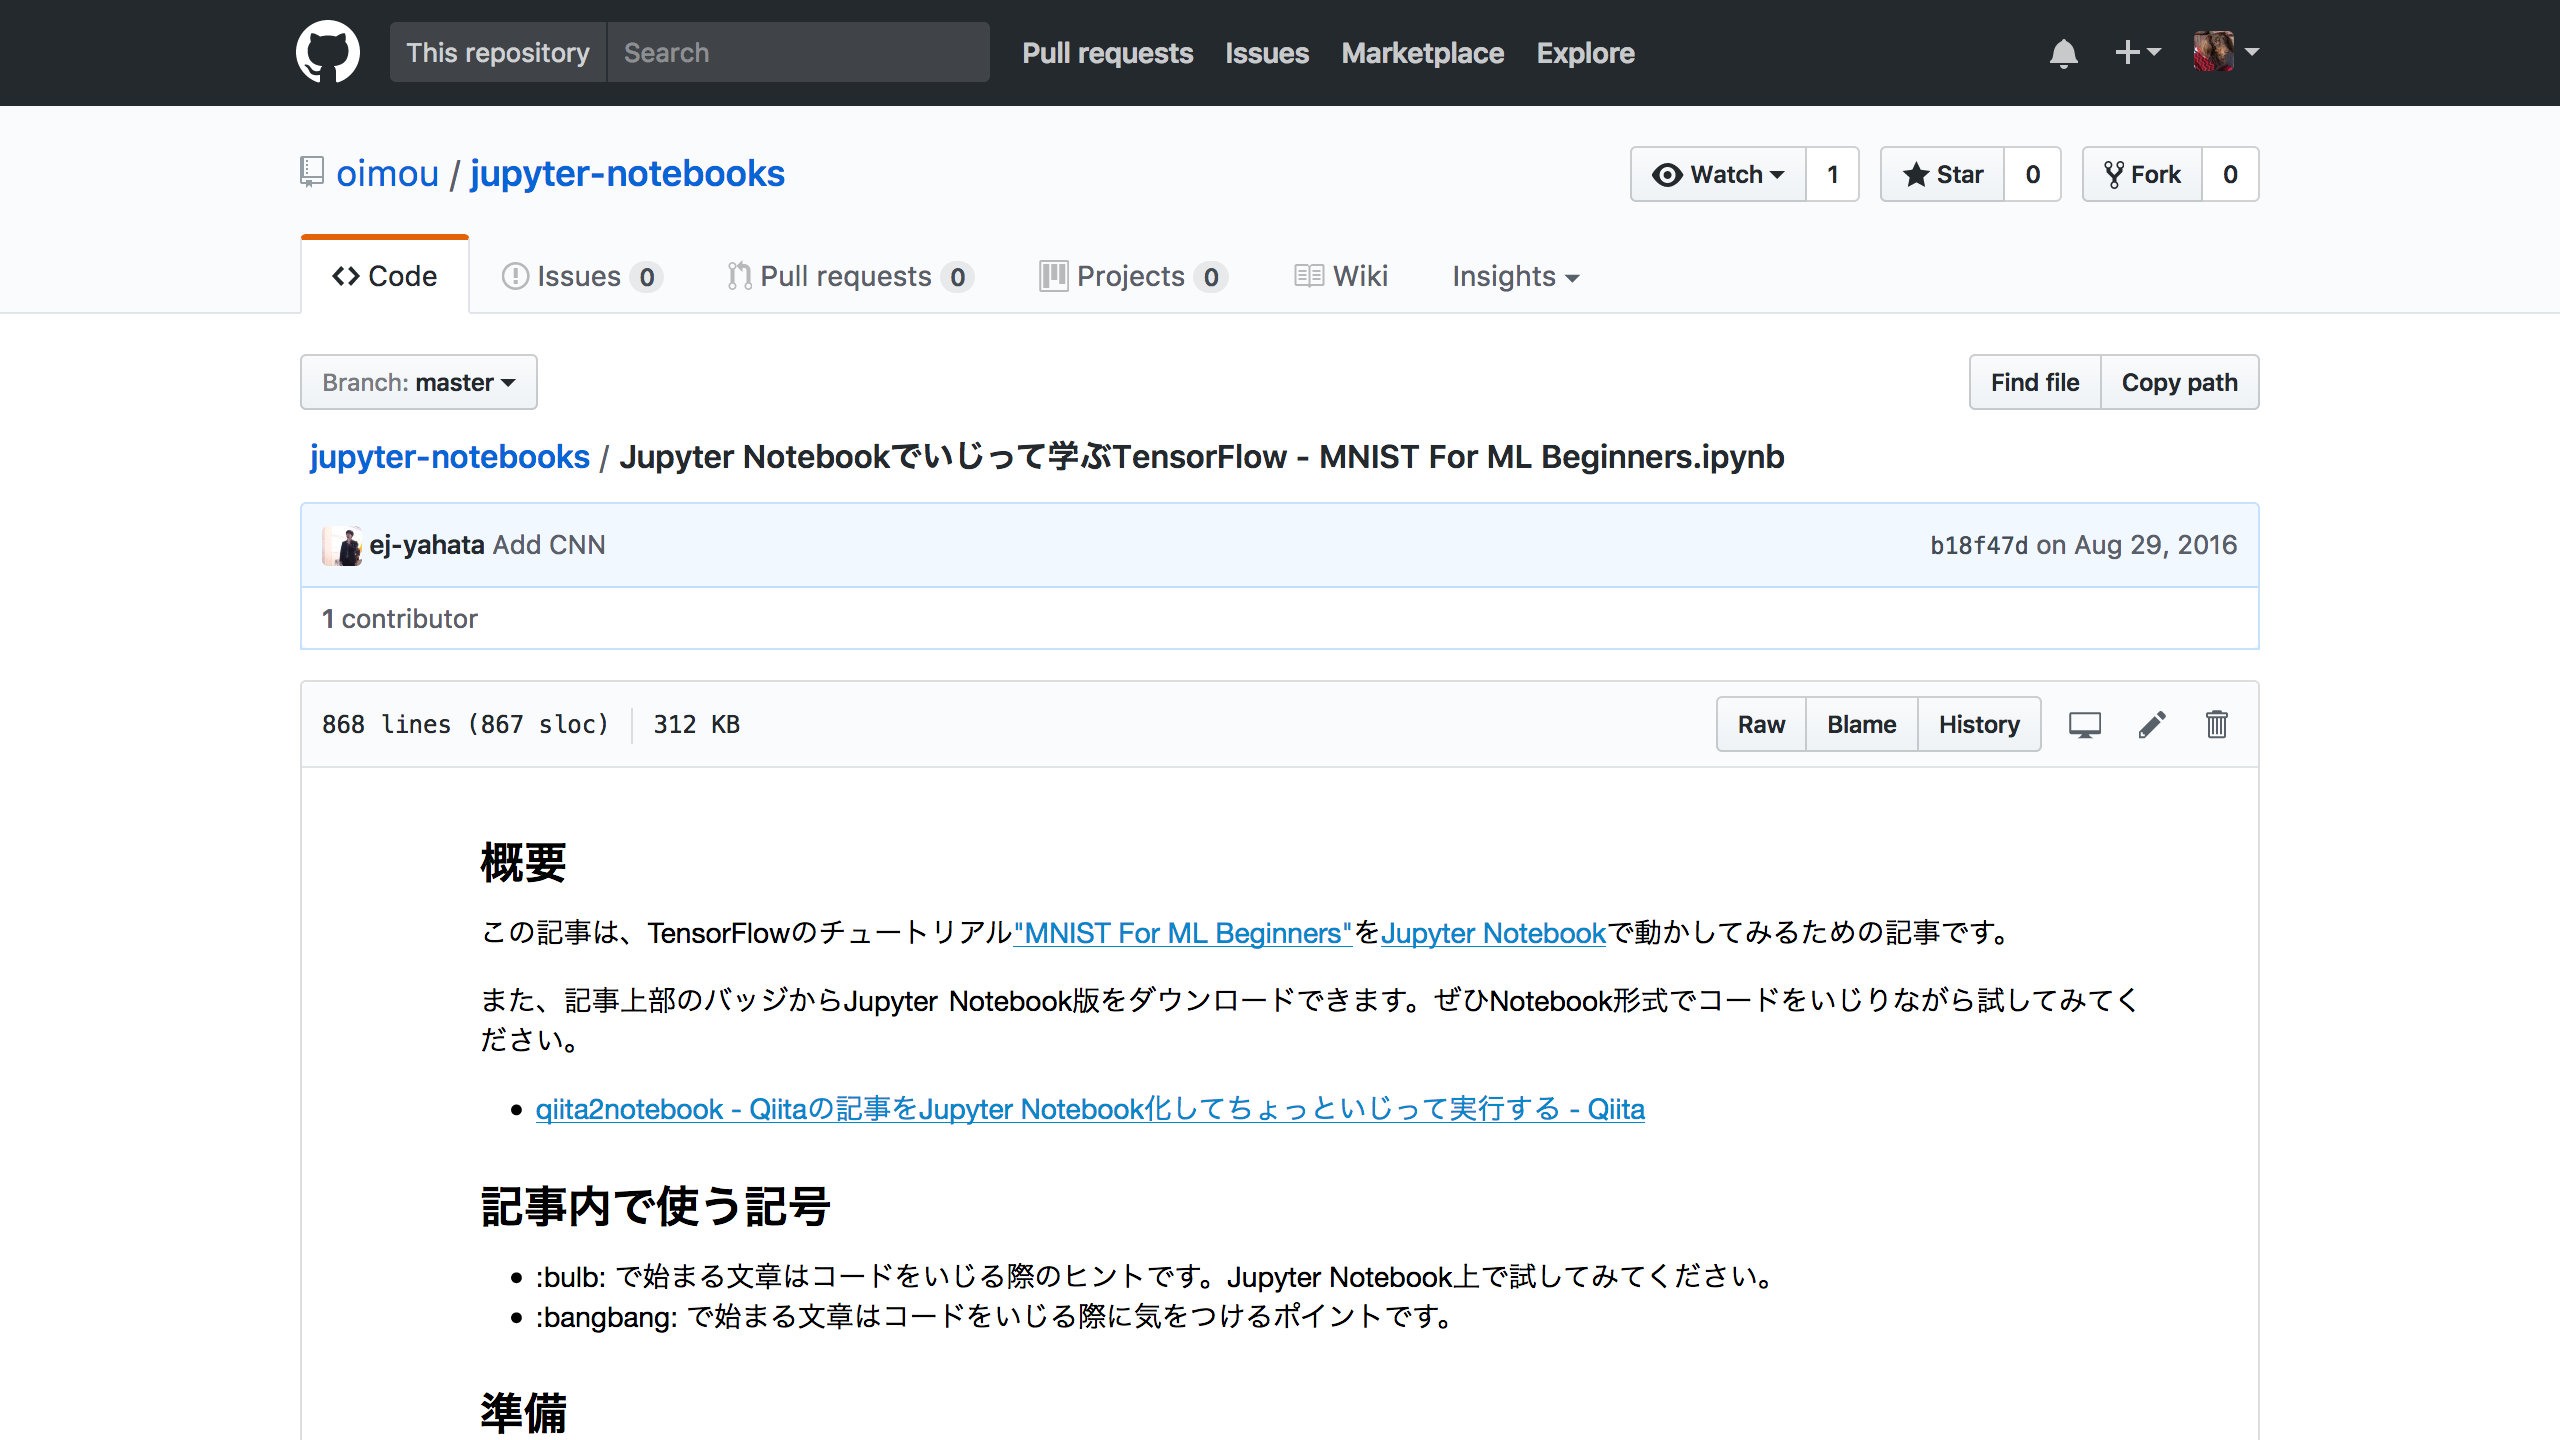 This repository Search Pull requests Issues Marketplace Explore
oimou / jupyter-notebooks Watch 1 Star 0 Fork 0
Code Issues 0 Pull requests 0 Projects 0 Wiki Insights
Branch: master Find file Copy path
jupyter-notebooks / Jupyter Notebookでいじって学ぶTensorFlow - MNIST For ML Beginners.ipynb
ej-yahata Add CNN b18f47d on Aug 29, 2016
1 contributor
868 lines (867 sloc) 312 KB Raw Blame History
概要
この記事は、TensorFlowのチュートリアル"MNIST For ML Beginners"をJupyter Notebookで動かしてみるための記事です。
また、記事上部のバッジからJupyter Notebook版をダウンロードできます。ぜひNotebook形式でコードをいじりながら試してみてく
ださい。
qiita2notebook - Qiitaの記事をJupyter Notebook化してちょっといじって実行する - Qiita
記事内で使う記号
:bulb: で始まる文章はコードをいじる際のヒントです。Jupyter Notebook上で試してみてください。
:bangbang: で始まる文章はコードをいじる際に気をつけるポイントです。
準備